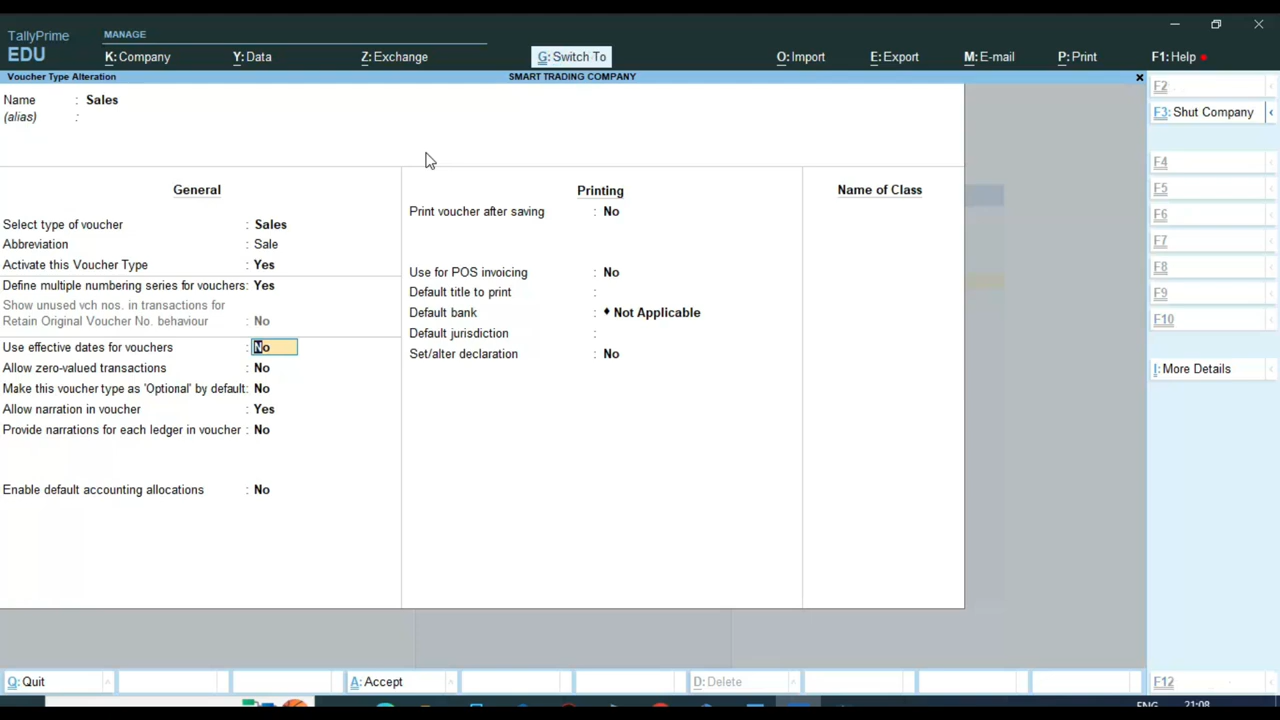 TallyPrime
EDU
MANAGE
K: Company
Y: Data
Z: Exchange
G: Switch To
O: Import
E: Export
M: E-mail
P: Print
F1: Help
Voucher Type Alteration
SMART TRADING COMPANY
Name : Sales
(alias) :
General
Select type of voucher : Sales
Abbreviation : Sale
Activate this Voucher Type : Yes
Define multiple numbering series for vouchers: Yes
Show unused vch nos. in transactions for
Retain Original Voucher No. behaviour : No
Use effective dates for vouchers : No
Allow zero-valued transactions : No
Make this voucher type as 'Optional' by default: No
Allow narration in voucher : Yes
Provide narrations for each ledger in voucher : No
Enable default accounting allocations : No
Printing
Print voucher after saving : No
Use for POS invoicing : No
Default title to print :
Default bank : ♦ Not Applicable
Default jurisdiction :
Set/alter declaration : No
Name of Class
F2
F3: Shut Company
F4
F5
F6
F7
F8
F9
F10
I: More Details
F12
Q: Quit
A: Accept
D: Delete
ENG
21:08